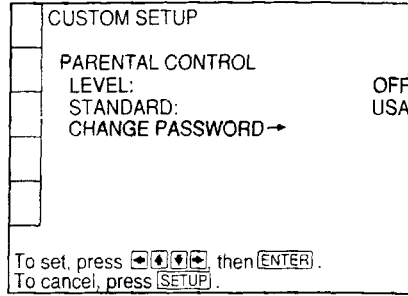 CUSTOM SETUP
PARENTAL CONTROL
LEVEL: OFF
STANDARD: USA
CHANGE PASSWORD→
To set, press ←↑↓→, then ENTER.
To cancel, press SETUP.